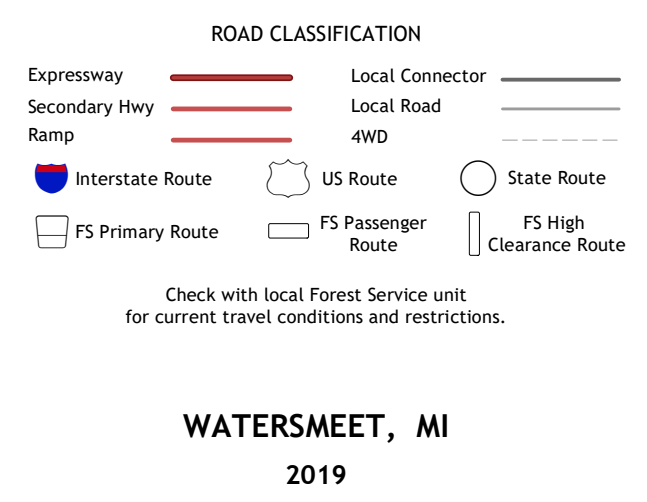 ROAD CLASSIFICATION
Expressway
Local Connector
Secondary Hwy
Local Road
Ramp
4WD
Interstate Route
US Route
State Route
FS Primary Route
FS Passenger
Route
FS High
Clearance Route
Check with local Forest Service unit
for current travel conditions and restrictions.
WATERSMEET, MI
2019